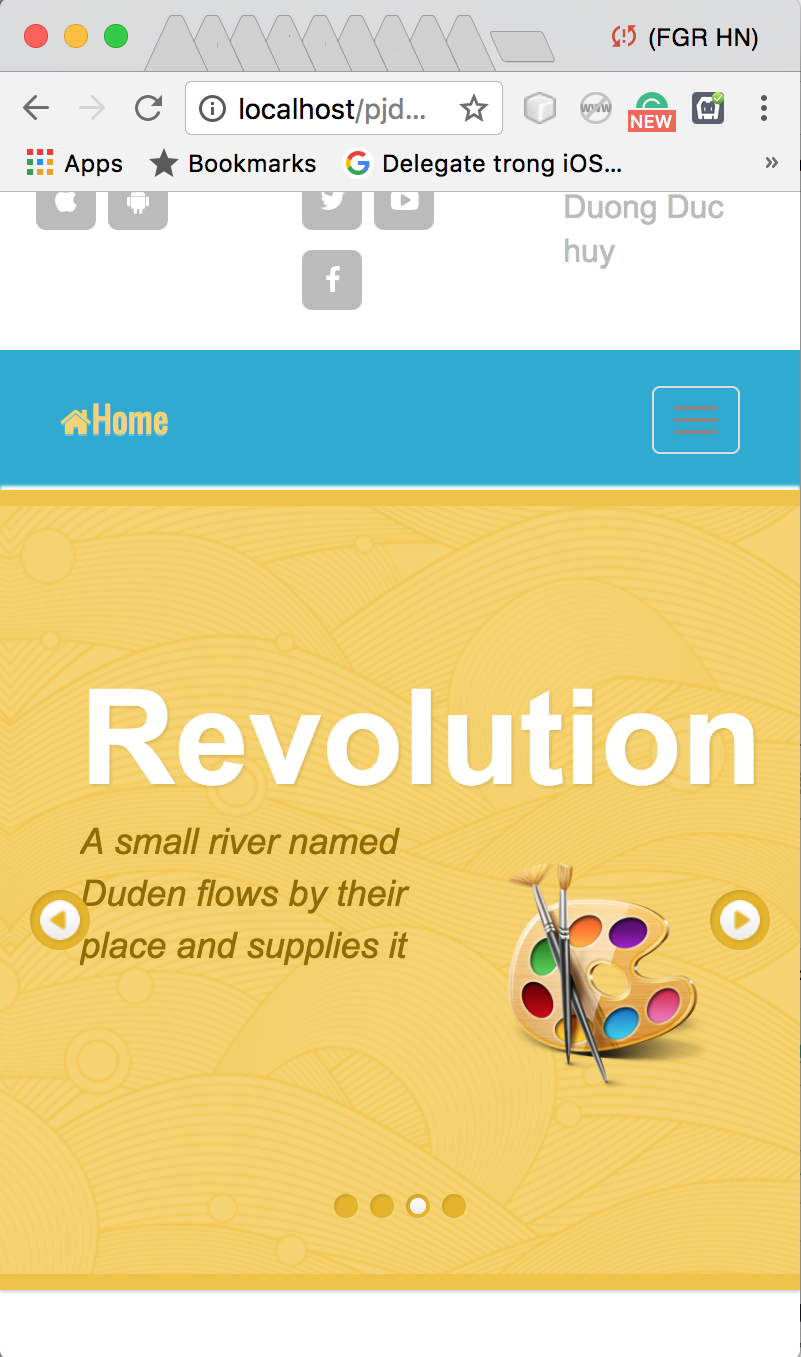 (FGR HN)
localhost/pjd...
WWW
NEW
Apps
Bookmarks
Delegate trong iOS...
»
Duong Duc
huy
Home
Revolution
A small river named
Duden flows by their
place and supplies it